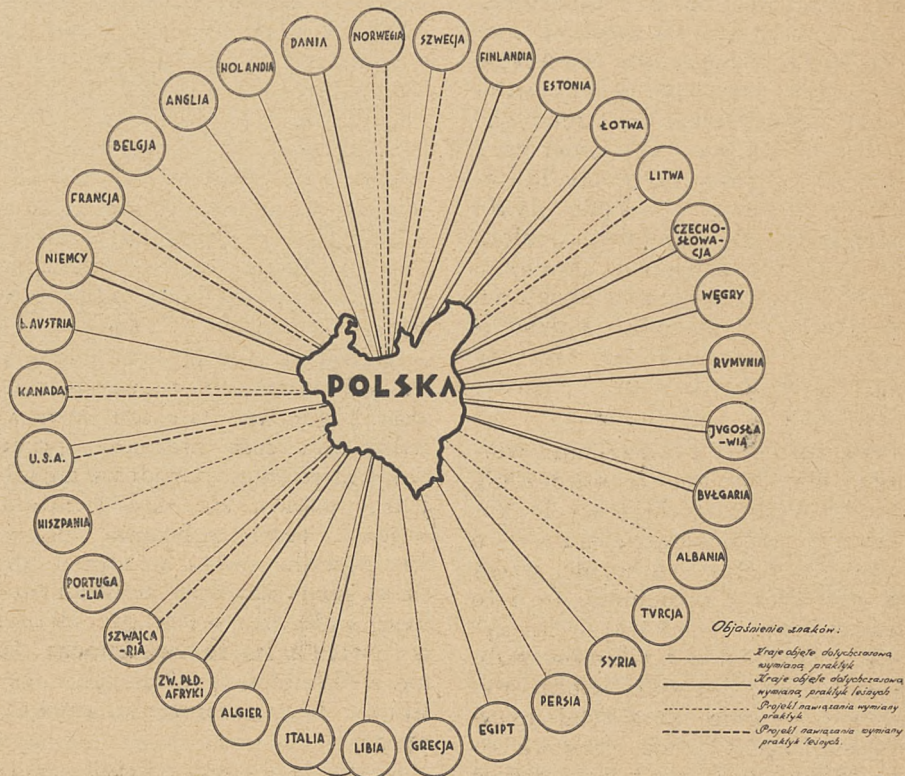 NORWEGIA
SZWECJA
FINLANDIA
ESTONIA
ŁOTWA
LITWA
CZECHO-
SŁOWA-
CJA
WĘGRY
RVMVNIA
JVGOSŁA
-WIA
BVŁGARIA
ALBANIA
TVRCJA
SYRIA
PERSIA
EGIPT
GRECJA
LIBIA
ITALIA
ALGIER
ZW. PŁD.
AFRYKI
SZWAJCA
-RIA
PORTUGA
-LIA
HISZPANIA
U.S.A.
KANADA
b. AVSTRIA
NIEMCY
FRANCJA
BELGJA
ANGLIA
HOLANDIA
DANIA
POLSKA
Objaśnienie znaków:
Kraje objęte dotychczasową
wymianą praktyk
Kraje objęte dotychczasową
wymianą praktyk leśnych
Projekt nawiązania wymiany
praktyk
Projekt nawiązania wymiany
praktyk leśnych.